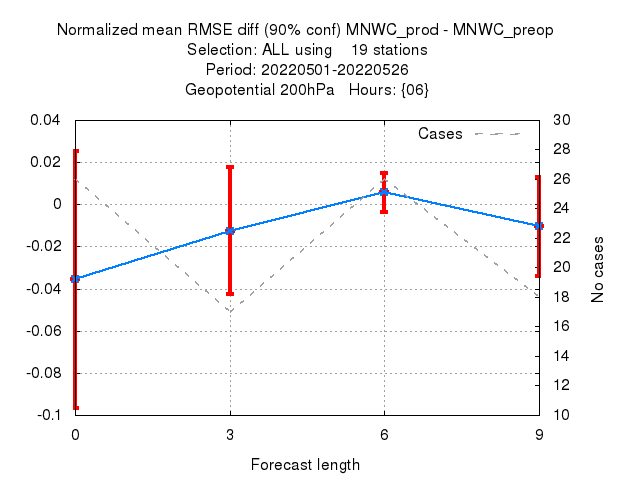 Normalized mean RMSE diff (90% conf) MNWC_prod - MNWC_preop
Selection: ALL using    19 stations
Period: 20220501-20220526
Geopotential 200hPa   Hours: {06}
Cases
0.04
0.02
0
-0.02
-0.04
-0.06
-0.08
-0.1
30
28
26
24
22
20
18
16
14
12
10
No cases
0 3 6 9
Forecast length